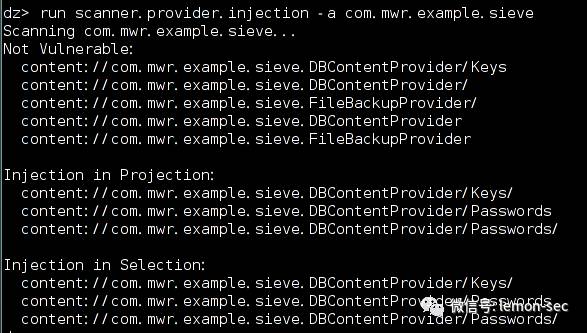 dz> run scanner.provider.injection -a com.mwr.example.sieve
Scanning com.mwr.example.sieve...
Not Vulnerable:
content://com.mwr.example.sieve.DBContentProvider/Keys
content://com.mwr.example.sieve.DBContentProvider/
content://com.mwr.example.sieve.FileBackupProvider/
content://com.mwr.example.sieve.DBContentProvider
content://com.mwr.example.sieve.FileBackupProvider
Injection in Projection:
content://com.mwr.example.sieve.DBContentProvider/Keys/
content://com.mwr.example.sieve.DBContentProvider/Passwords
content://com.mwr.example.sieve.DBContentProvider/Passwords/
Injection in Selection:
content://com.mwr.example.sieve.DBContentProvider/Keys/
content://com.mwr.example.sieve.DBContentProvider/Passwords
content://com.mwr.example.sieve.DBContentProvider/Passwords/
微信号: lemon-sec